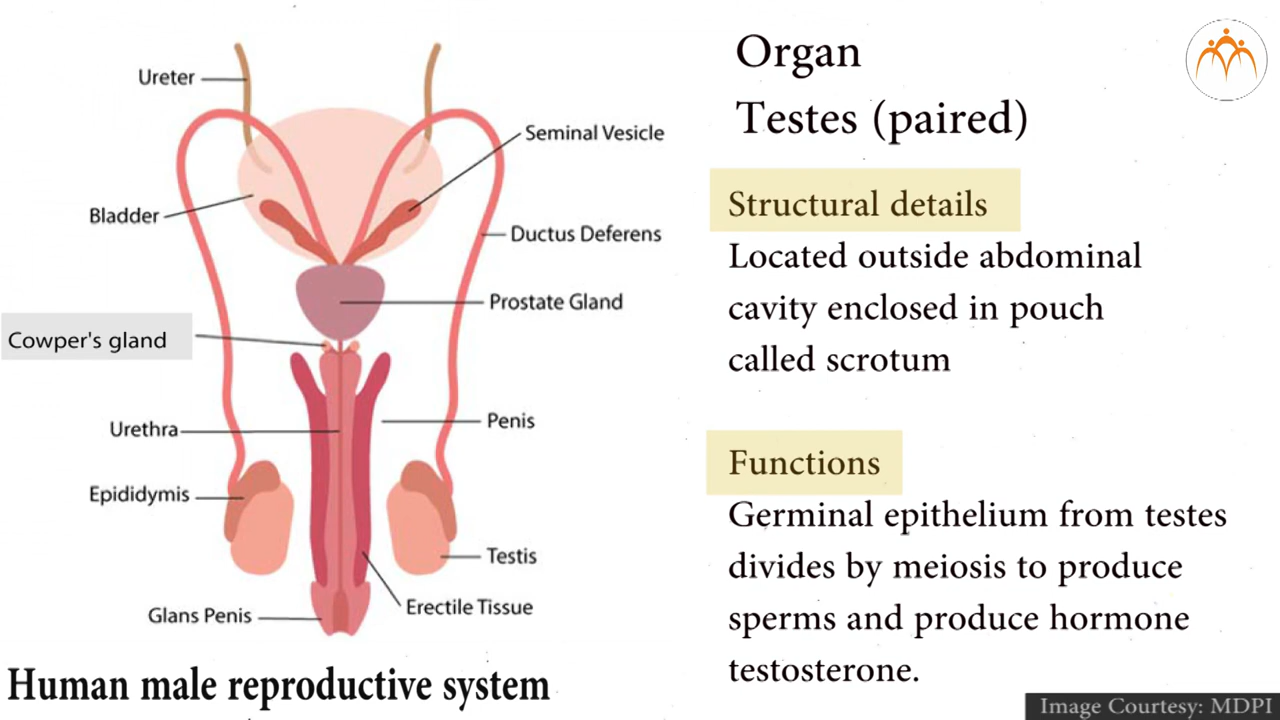 Ureter
Seminal Vesicle
Bladder
Ductus Deferens
Prostate Gland
Cowper's gland
Urethra
Penis
Epididymis
Testis
Erectile Tissue
Glans Penis
Human male reproductive system
Organ
Testes (paired)
Structural details
Located outside abdominal
cavity enclosed in pouch
called scrotum
Functions
Germinal epithelium from testes
divides by meiosis to produce
sperms and produce hormone
testosterone.
Image Courtesy: MDPI